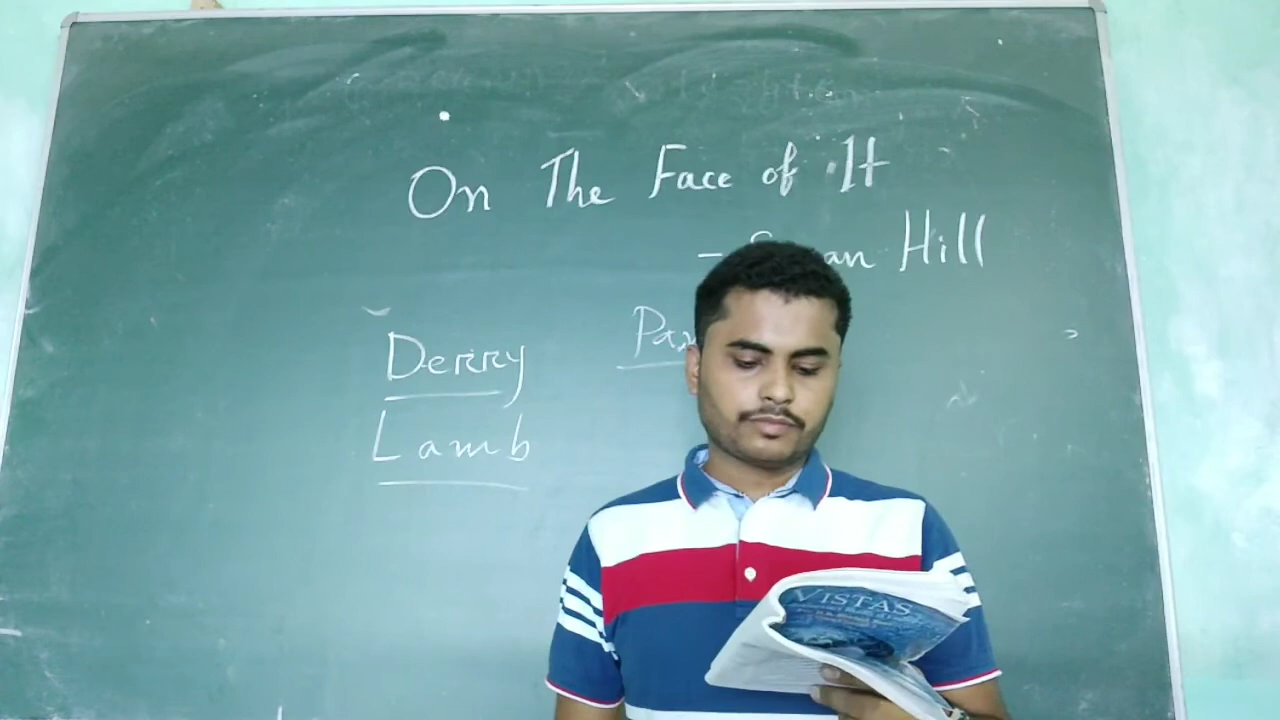 On The Face of It
- Hill
Derry
Lamb
VISTAS